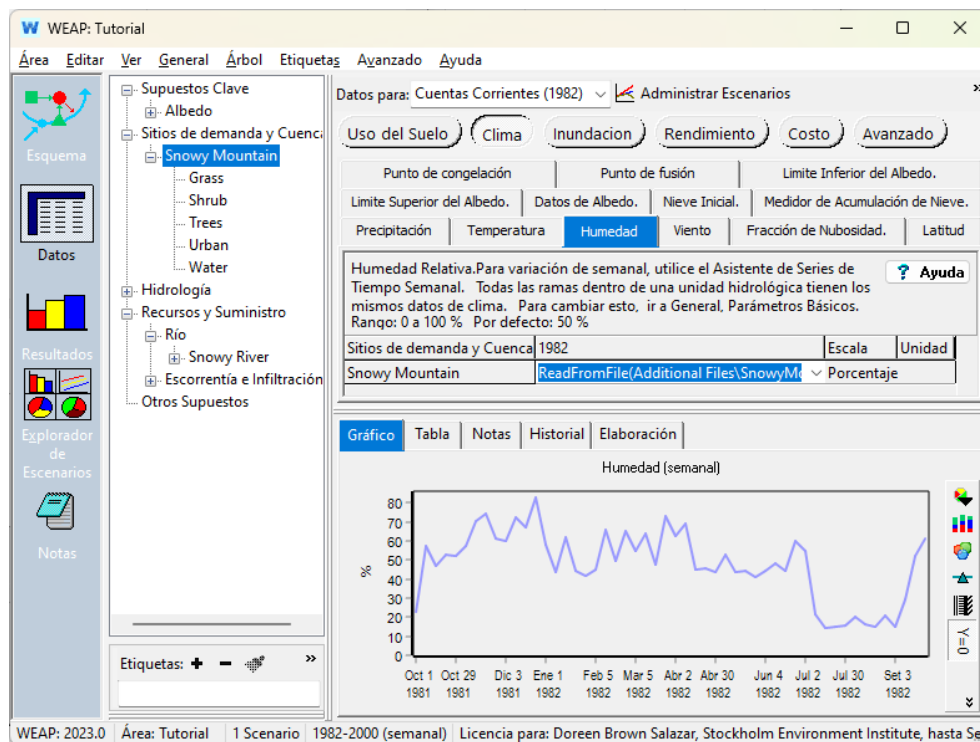 WEAP: Tutorial
Área Editar Ver General Árbol Etiquetas Avanzado Ayuda
Esquema
Datos
Resultados
Explorador
de
Escenarios
Notas
Supuestos Clave
Albedo
Sitios de demanda y Cuenca
Snowy Mountain
Grass
Shrub
Trees
Urban
Water
Hidrología
Recursos y Suministro
Río
Snowy River
Escorrentía e Infiltración
Otros Supuestos
Etiquetas: + − »
Datos para: Cuentas Corrientes (1982) Administrar Escenarios »
Uso del Suelo Clima Inundacion Rendimiento Costo Avanzado
Punto de congelación Punto de fusión Limite Inferior del Albedo.
Limite Superior del Albedo. Datos de Albedo. Nieve Inicial. Medidor de Acumulación de Nieve.
Precipitación Temperatura Humedad Viento Fracción de Nubosidad. Latitud
Humedad Relativa.Para variación de semanal, utilice el Asistente de Series de
Tiempo Semanal. Todas las ramas dentro de una unidad hidrológica tienen los
mismos datos de clima. Para cambiar esto, ir a General, Parámetros Básicos.
Rango: 0 a 100 % Por defecto: 50 %
? Ayuda
Sitios de demanda y Cuenca 1982 Escala Unidad
Snowy Mountain ReadFromFile(Additional Files\SnowyMo Porcentaje
Gráfico Tabla Notas Historial Elaboración
Humedad (semanal)
80
70
60
50
40
30
20
10
0
%
Oct 1 Oct 29 Dic 3 Ene 1 Feb 5 Mar 5 Abr 2 Abr 30 Jun 4 Jul 2 Jul 30 Set 3
1981 1981 1981 1982 1982 1982 1982 1982 1982 1982 1982 1982
Y=0
WEAP: 2023.0 Área: Tutorial 1 Scenario 1982-2000 (semanal) Licencia para: Doreen Brown Salazar, Stockholm Environment Institute, hasta Se